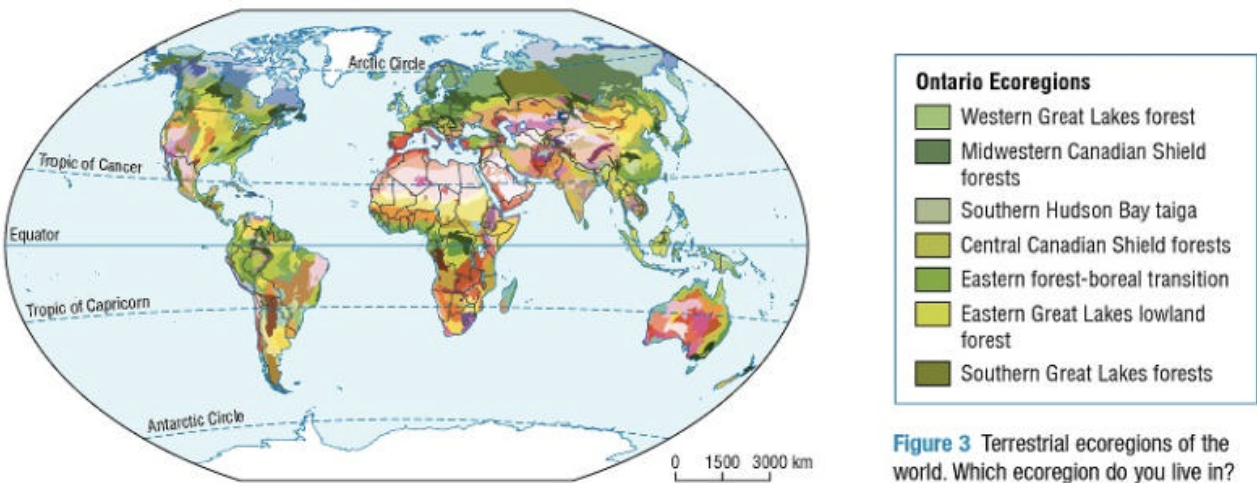 Arctic Circle
Tropic of Cancer
Equator
Tropic of Capricorn
Antarctic Circle
0 1500 3000 km
Ontario Ecoregions
Western Great Lakes forest
Midwestern Canadian Shield
forests
Southern Hudson Bay taiga
Central Canadian Shield forests
Eastern forest-boreal transition
Eastern Great Lakes lowland
forest
Southern Great Lakes forests
Figure 3 Terrestrial ecoregions of the
world. Which ecoregion do you live in?